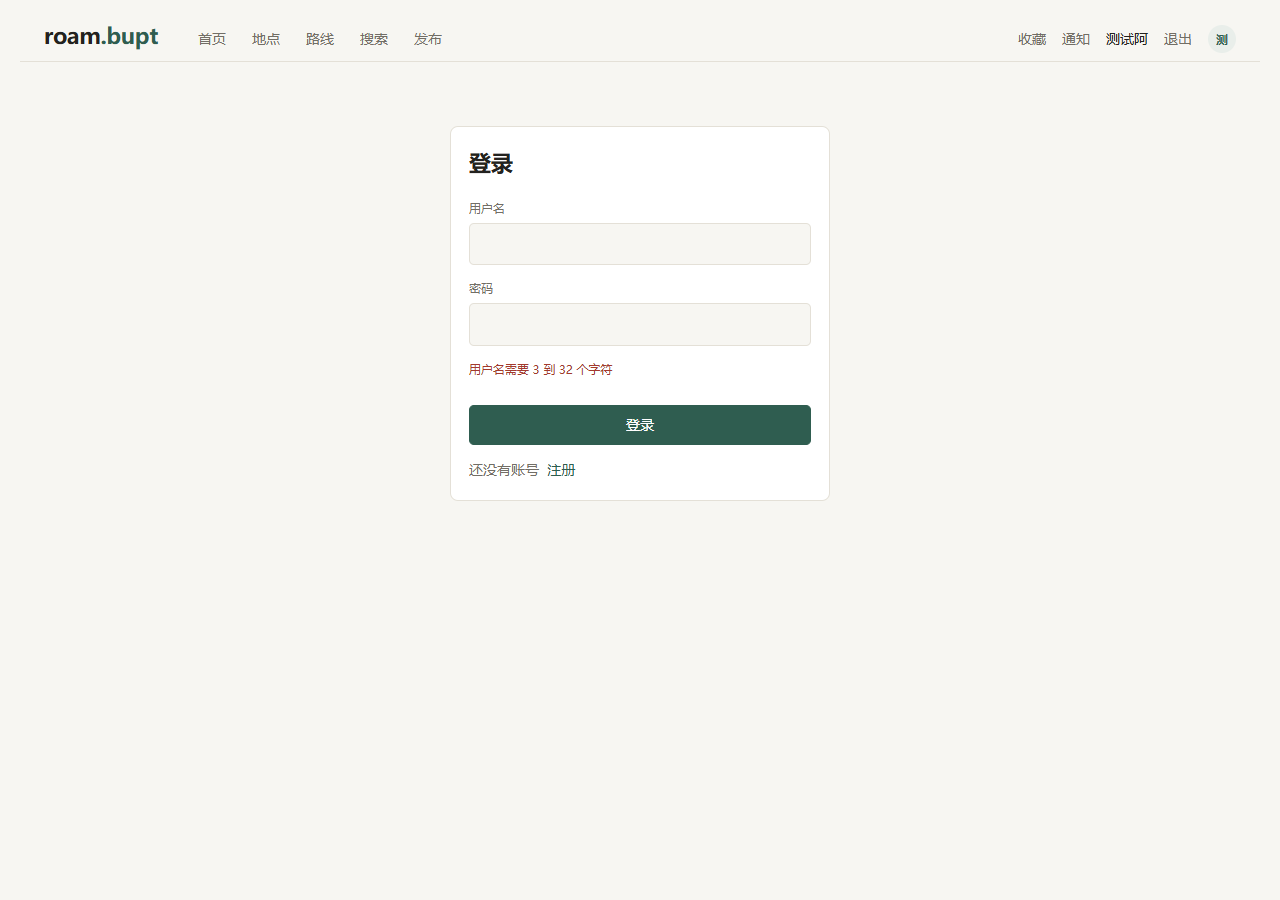 roam.bupt 首页 地点 路线 搜索 发布 收藏 通知 测试阿 退出 测
登录
用户名
密码
用户名需要 3 到 32 个字符
登录
还没有账号 注册